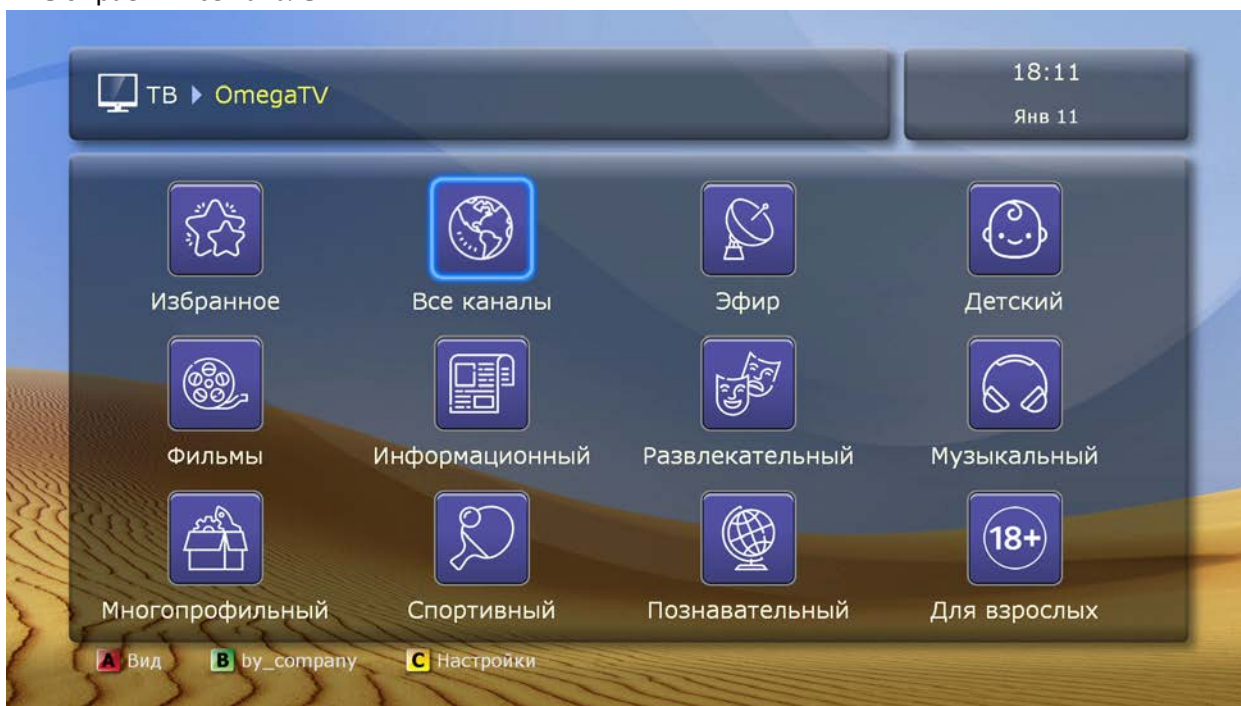 ТВ OmegaTV
18:11
Янв 11
Избранное Все каналы Эфир Детский
Фильмы Информационный Развлекательный Музыкальный
18+
Многопрофильный Спортивный Познавательный Для взрослых
A Вид B by_company C Настройки